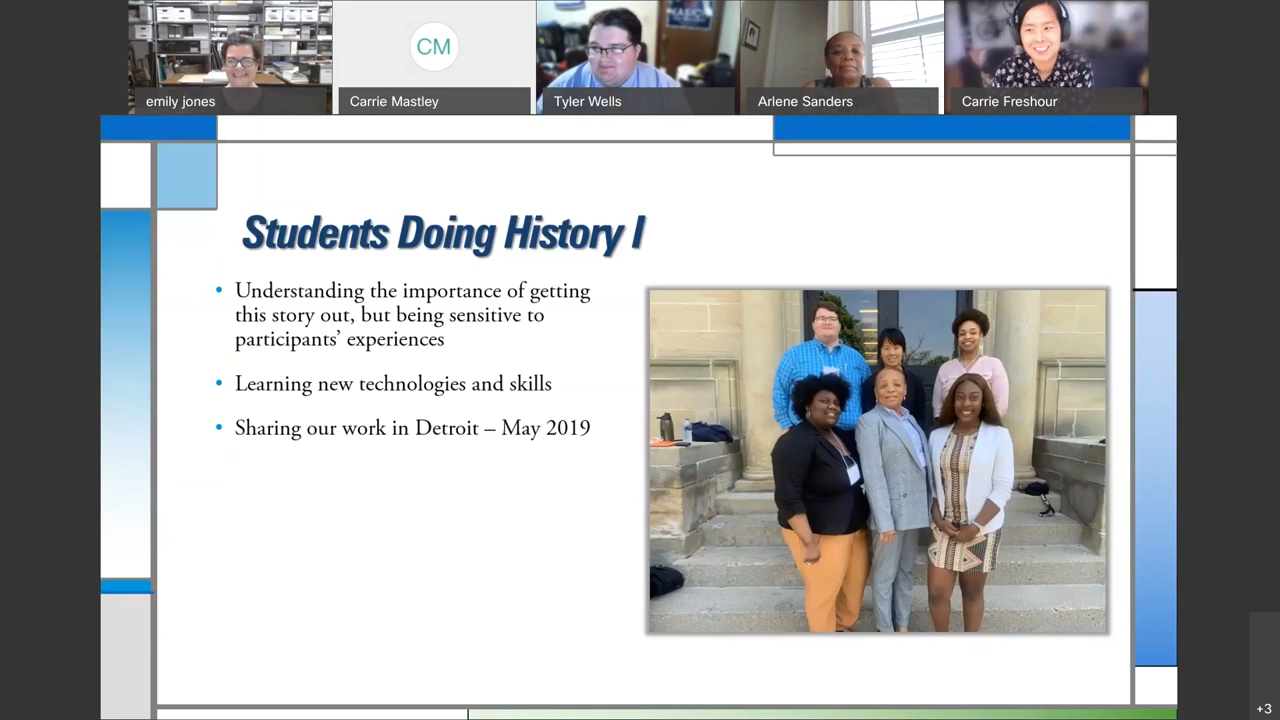 CM
emily jones
Carrie Mastley
Tyler Wells
Arlene Sanders
Carrie Freshour
Students Doing History I
• Understanding the importance of getting
this story out, but being sensitive to
participants’ experiences
• Learning new technologies and skills
• Sharing our work in Detroit – May 2019
+3